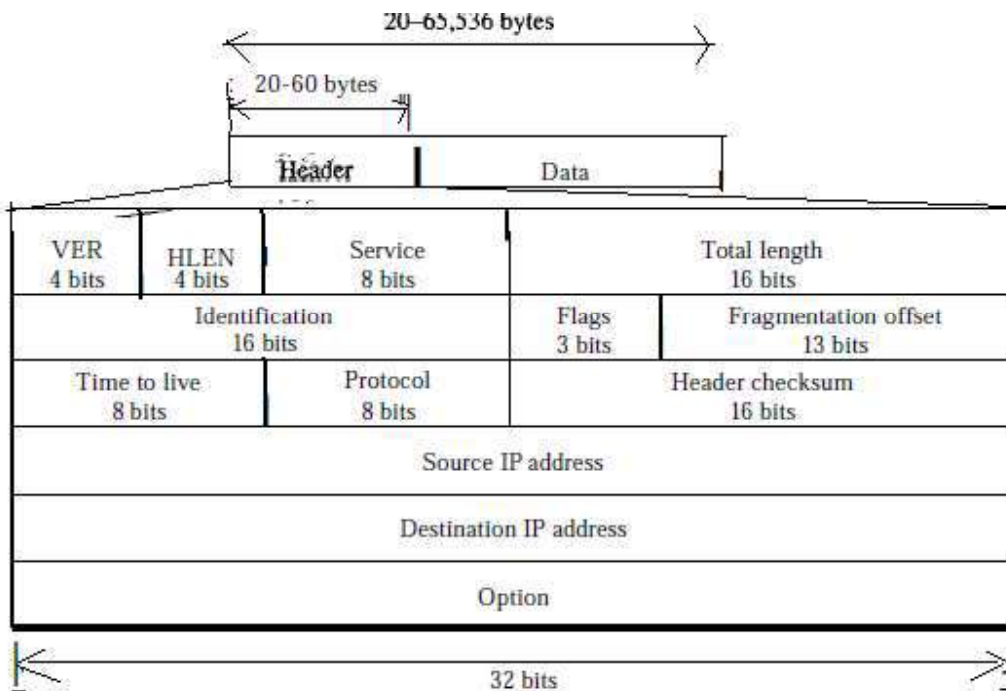 20–65,536 bytes
20-60 bytes
Header
Data
VER
4 bits
HLEN
4 bits
Service
8 bits
Total length
16 bits
Identification
16 bits
Flags
3 bits
Fragmentation offset
13 bits
Time to live
8 bits
Protocol
8 bits
Header checksum
16 bits
Source IP address
Destination IP address
Option
32 bits